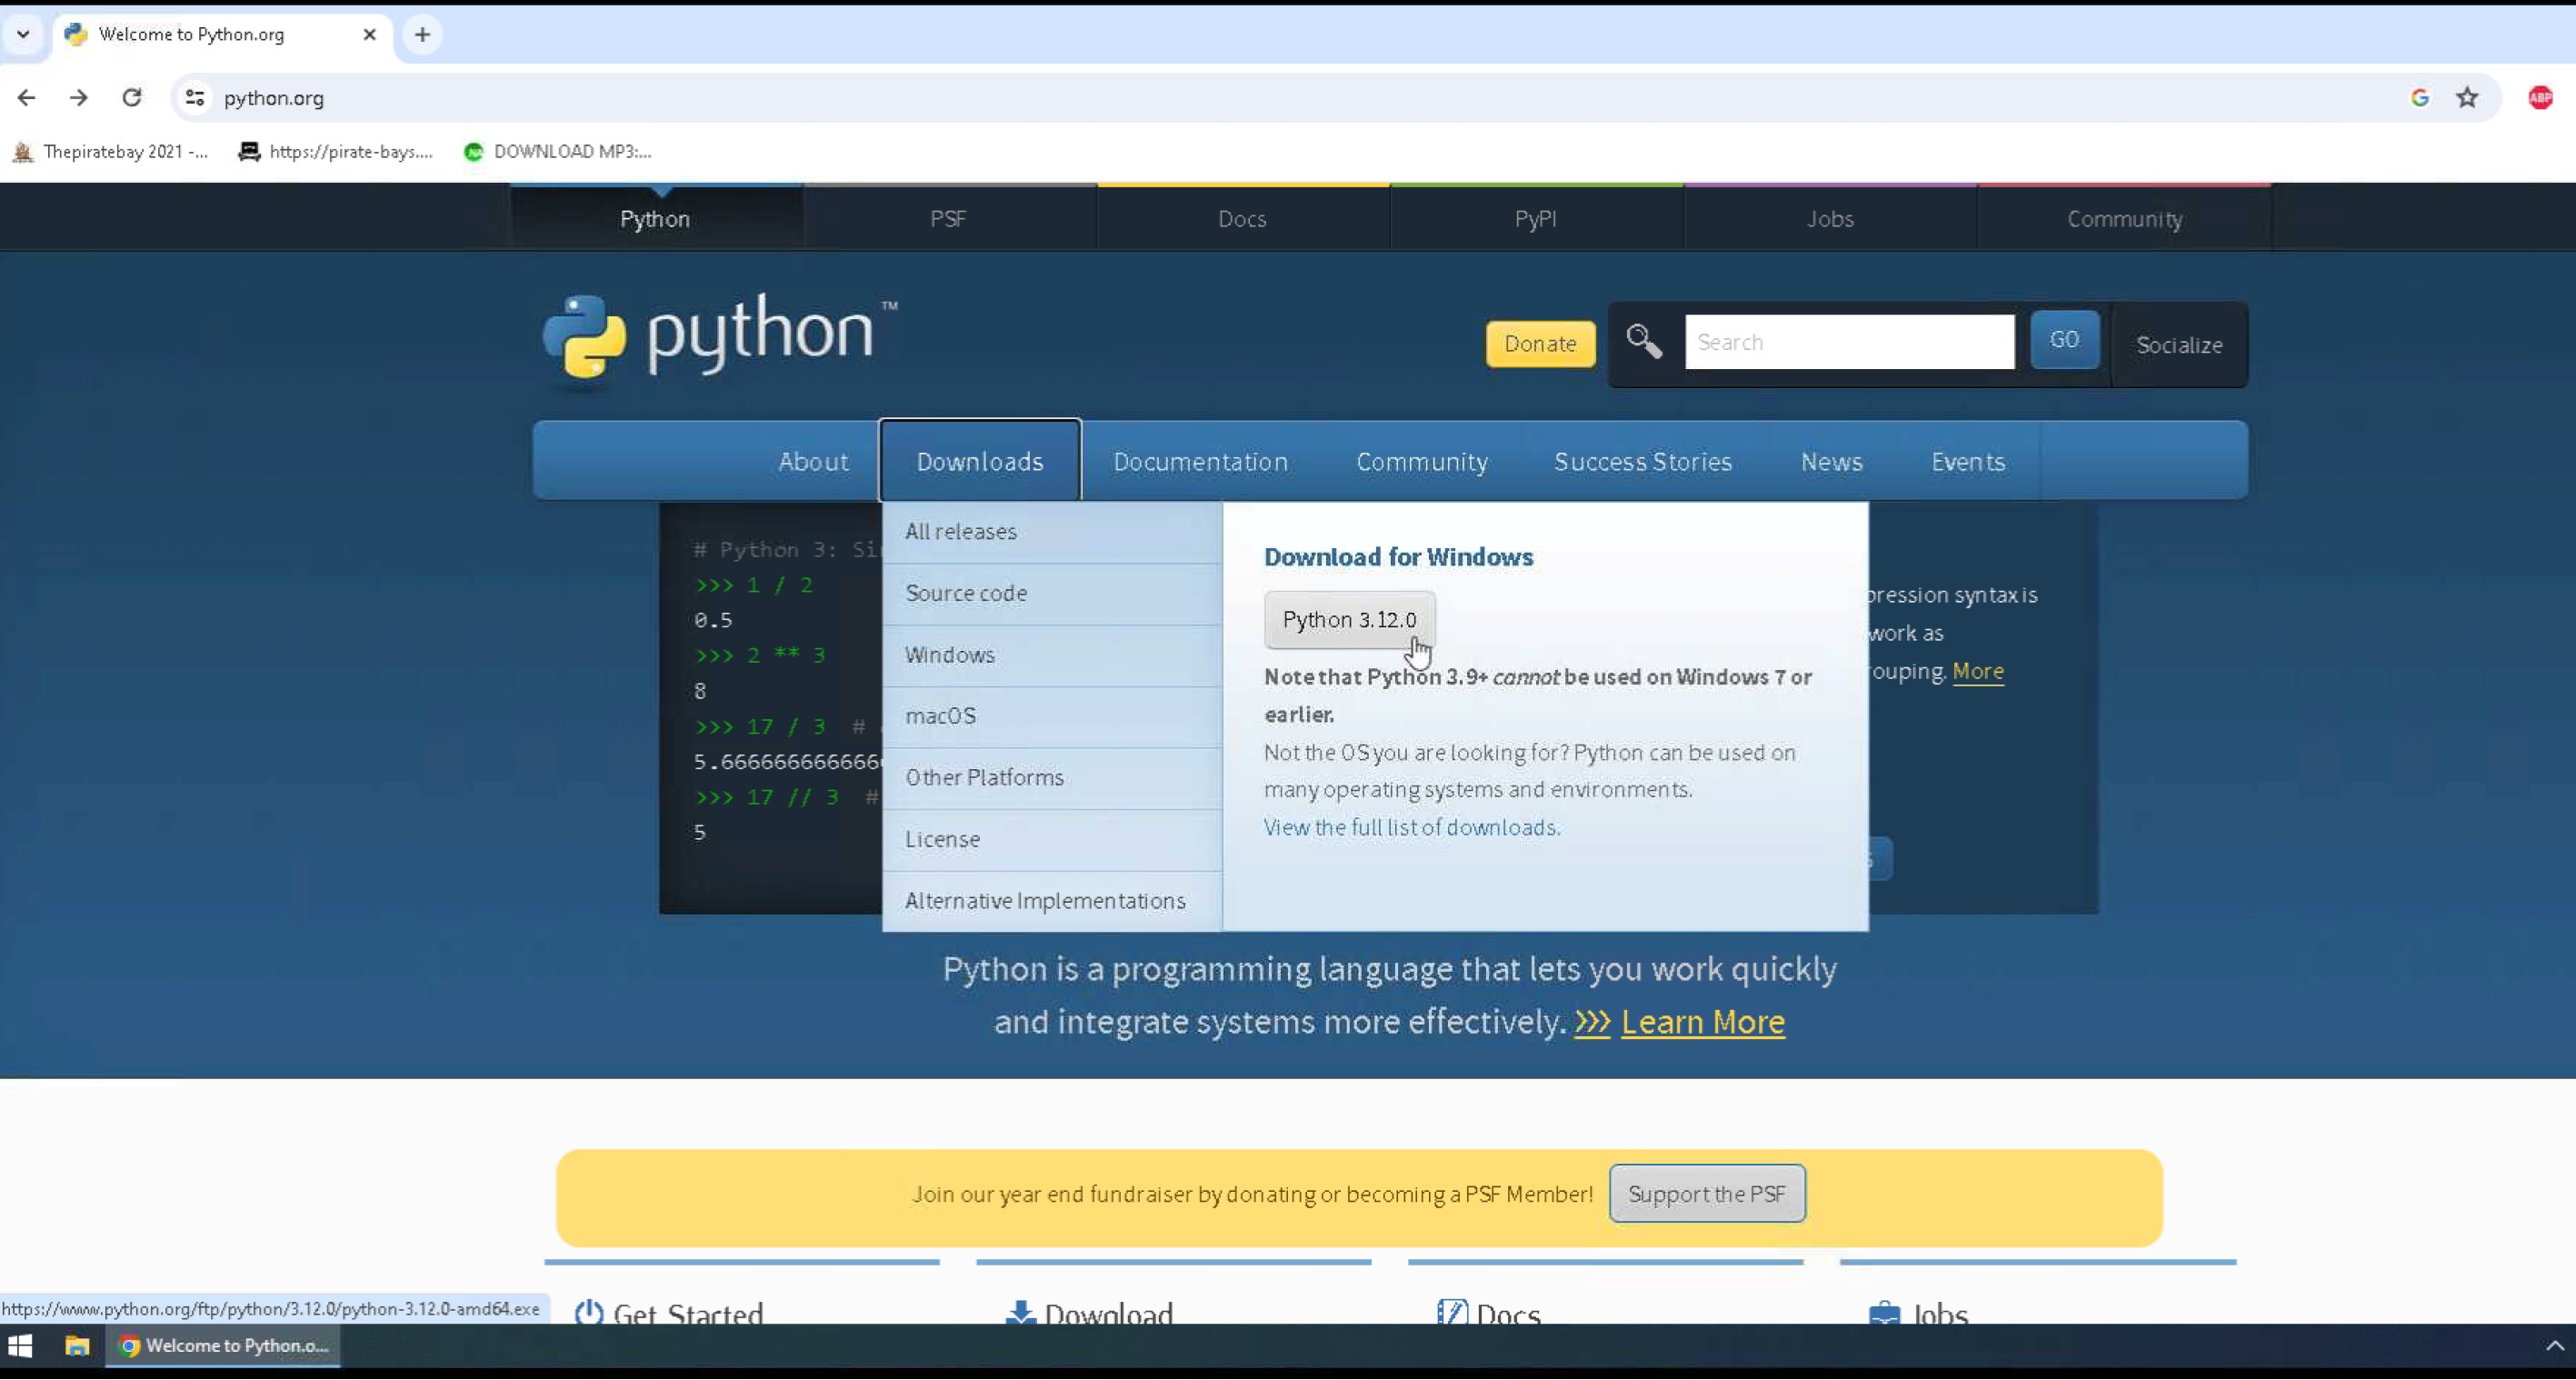 Welcome to Python.org
python.org
Thepiratebay 2021 -...
https://pirate-bays....
DOWNLOAD MP3:...
ABP
Python
PSF
Docs
PyPI
Jobs
Community
python™
Donate
Search
GO
Socialize
About
Downloads
Documentation
Community
Success Stories
News
Events
# Python 3: Si
>>> 1 / 2
0.5
>>> 2 ** 3
8
>>> 17 / 3 #
5.666666666666
>>> 17 // 3 #
5
All releases
Source code
Windows
macOS
Other Platforms
License
Alternative Implementations
Download for Windows
Python 3.12.0
Note that Python 3.9+ cannot be used on Windows 7 or
earlier.
Not the OS you are looking for? Python can be used on
many operating systems and environments.
View the full list of downloads.
pression syntax is
work as
ouping. More
Python is a programming language that lets you work quickly
and integrate systems more effectively. >>> Learn More
Join our year end fundraiser by donating or becoming a PSF Member!
Support the PSF
Get Started
Download
Docs
Jobs
https://www.python.org/ftp/python/3.12.0/python-3.12.0-amd64.exe
Welcome to Python.o...